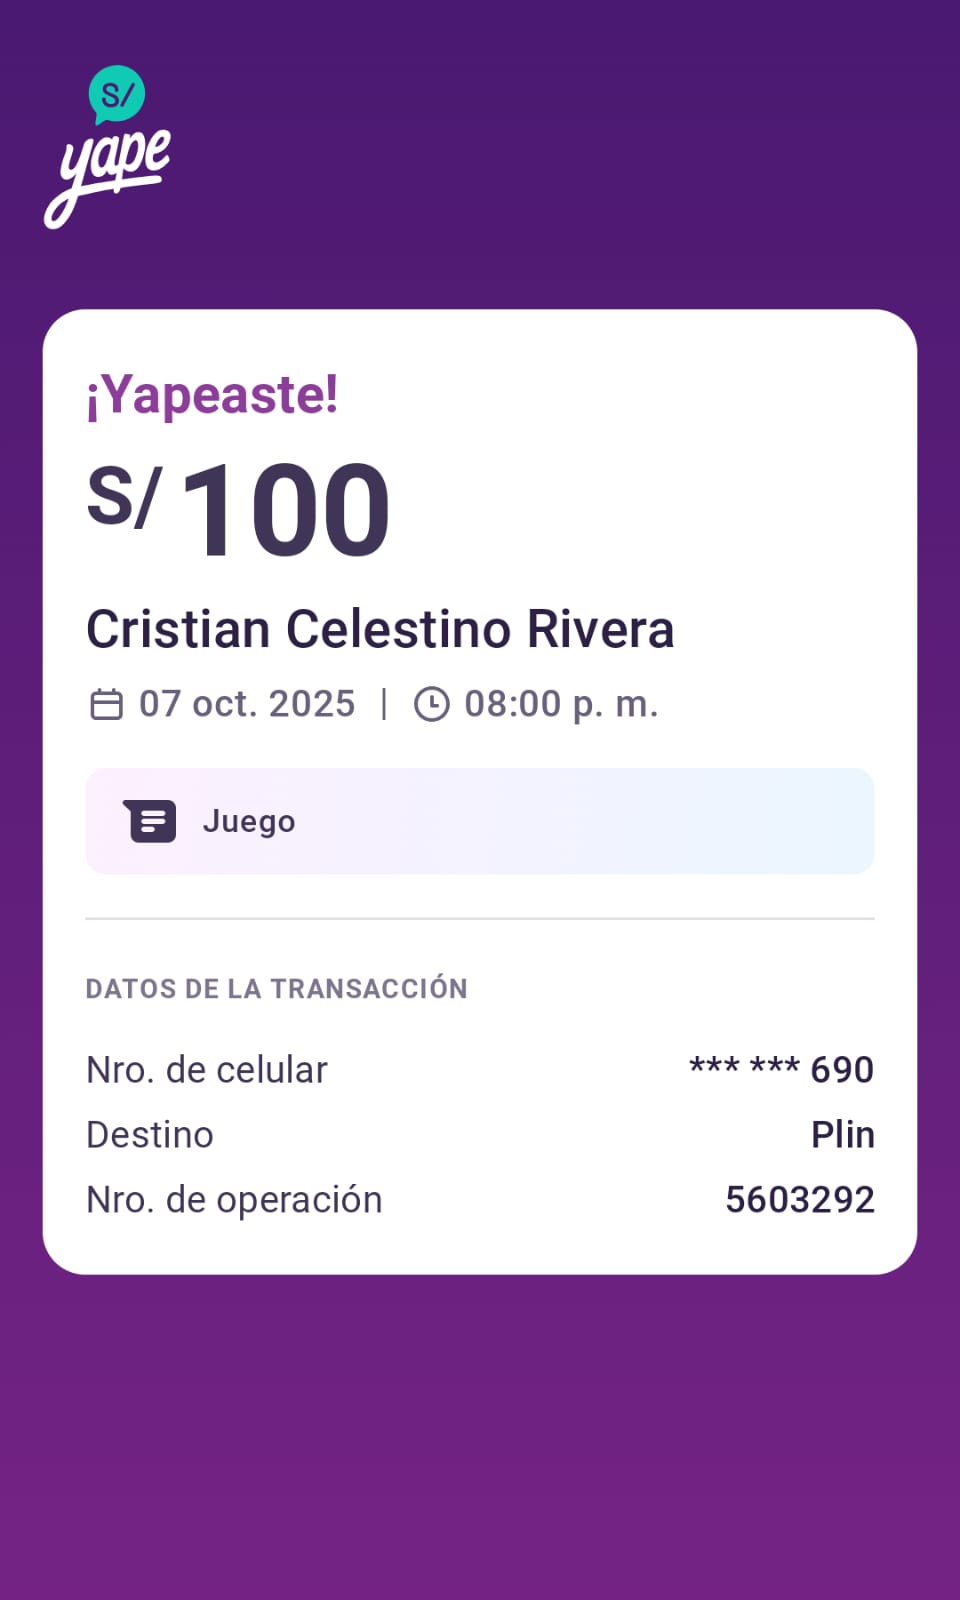 S/
yape
¡Yapeaste!
S/ 100
Cristian Celestino Rivera
07 oct. 2025 | 08:00 p. m.
Juego
DATOS DE LA TRANSACCIÓN
Nro. de celular *** *** 690
Destino Plin
Nro. de operación 5603292